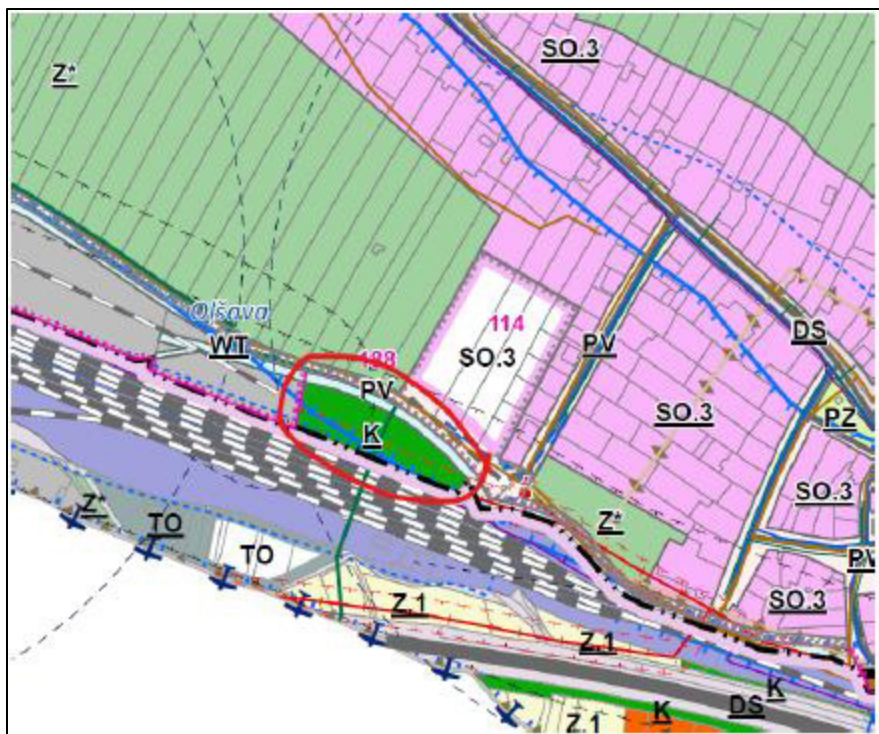 SO.3
Z*
Olšava
WT
114
SO.3
PV
DS
188
PV
SO.3
PZ
K
SO.3
Z*
TO
TO
Z*
PV
Z.1
SO.3
Z.1
K
DS
K
Z.1